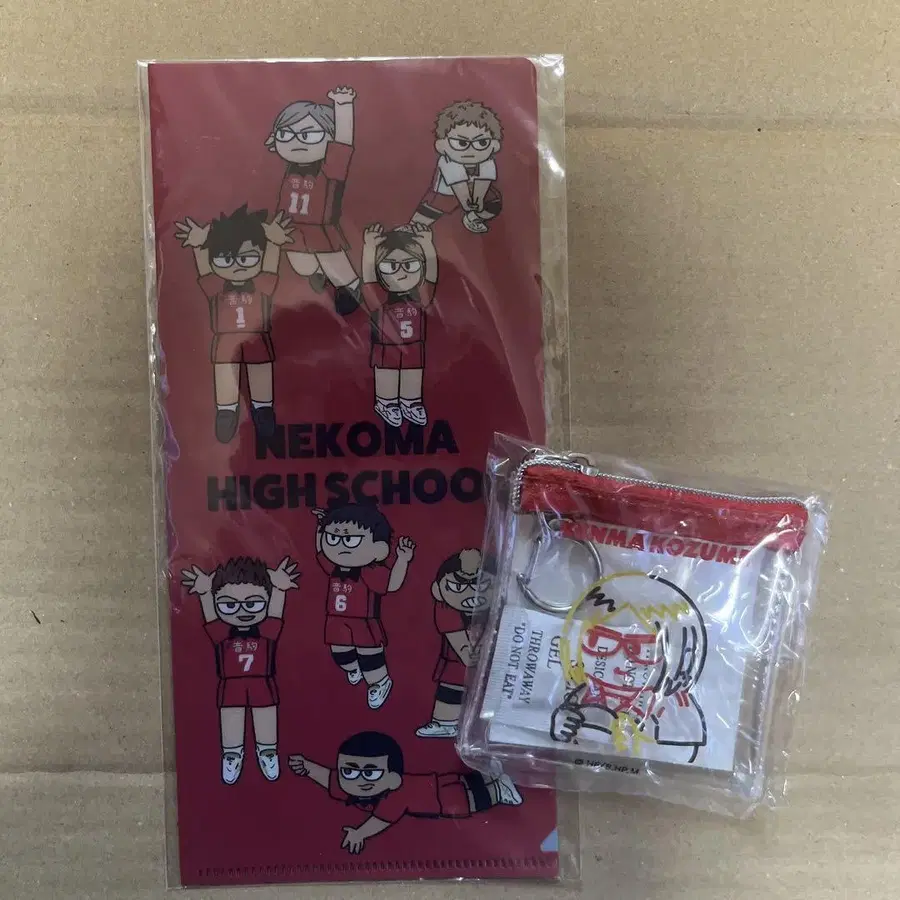 音駒
11
音駒
1
音駒
5
NEKOMA
HIGH SCHOO
音駒
6
音駒
7
KENMA KOZUME
GEL
THROWAWAY
"DO NOT EAT"